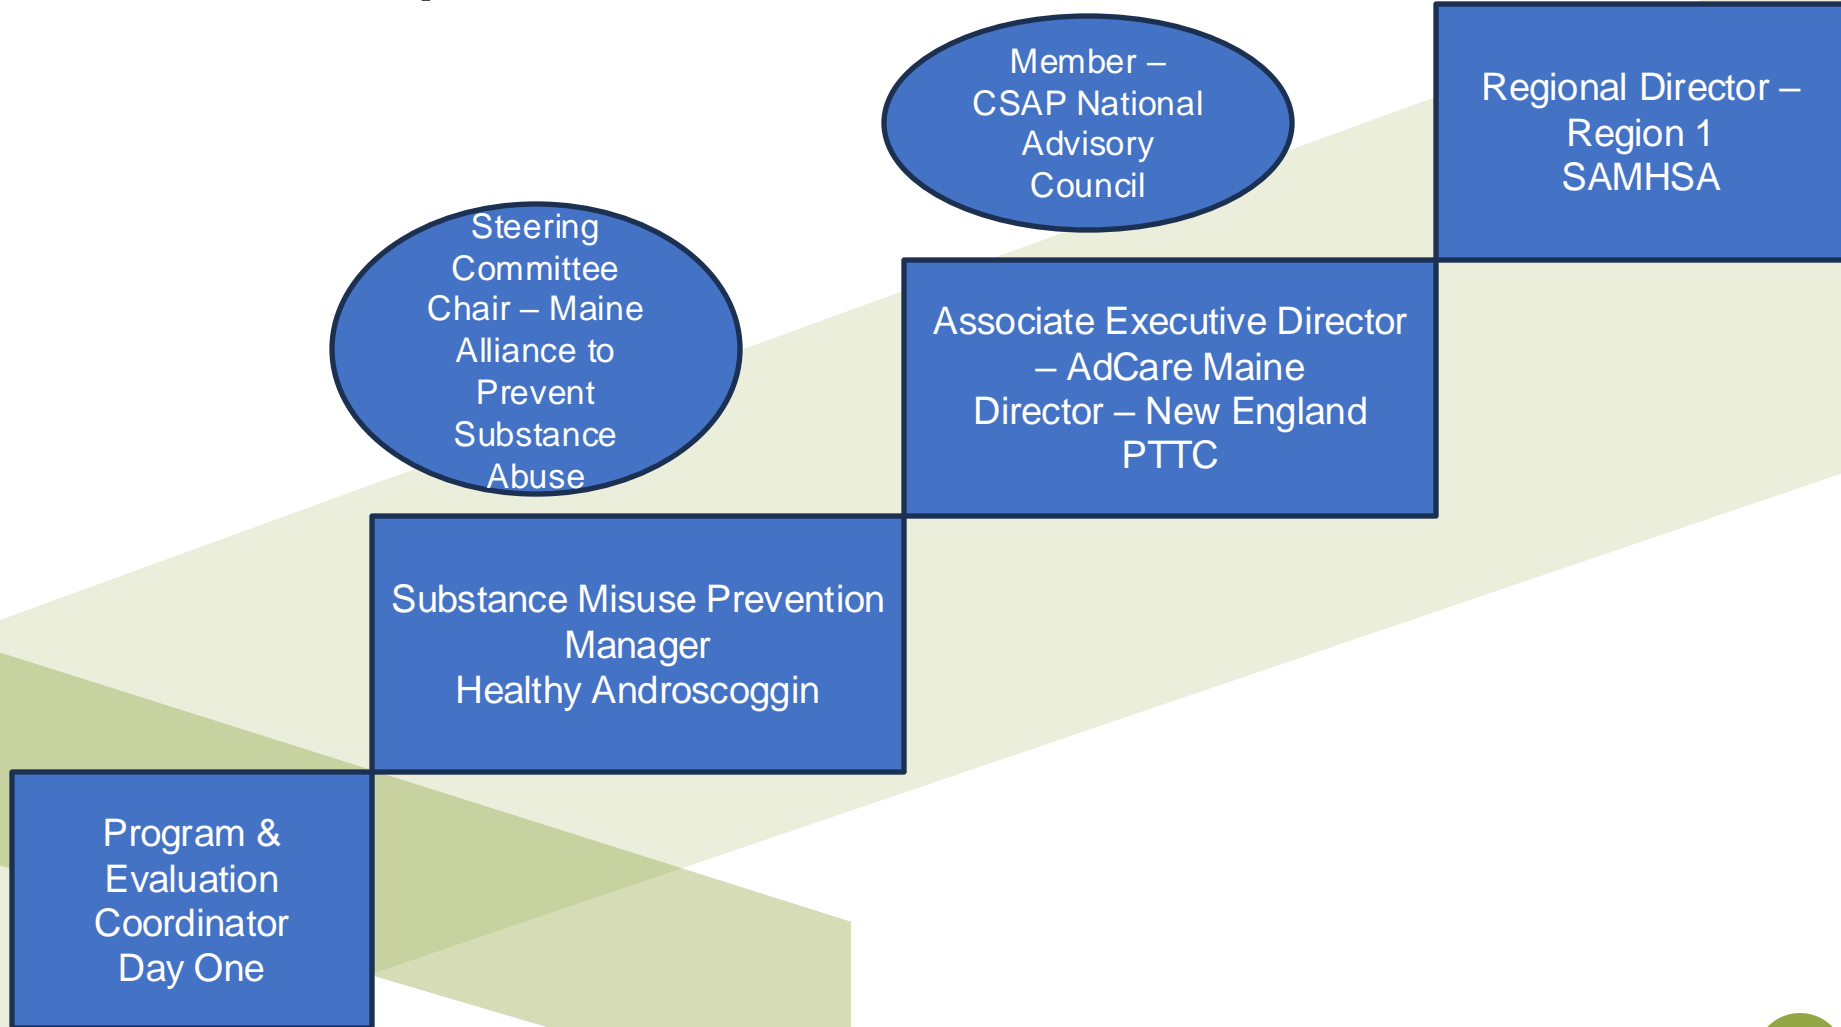 Member –
CSAP National
Advisory
Council
Regional Director –
Region 1
SAMHSA
Steering
Committee
Chair – Maine
Alliance to
Prevent
Substance
Abuse
Associate Executive Director
– AdCare Maine
Director – New England
PTTC
Substance Misuse Prevention
Manager
Healthy Androscoggin
Program &
Evaluation
Coordinator
Day One